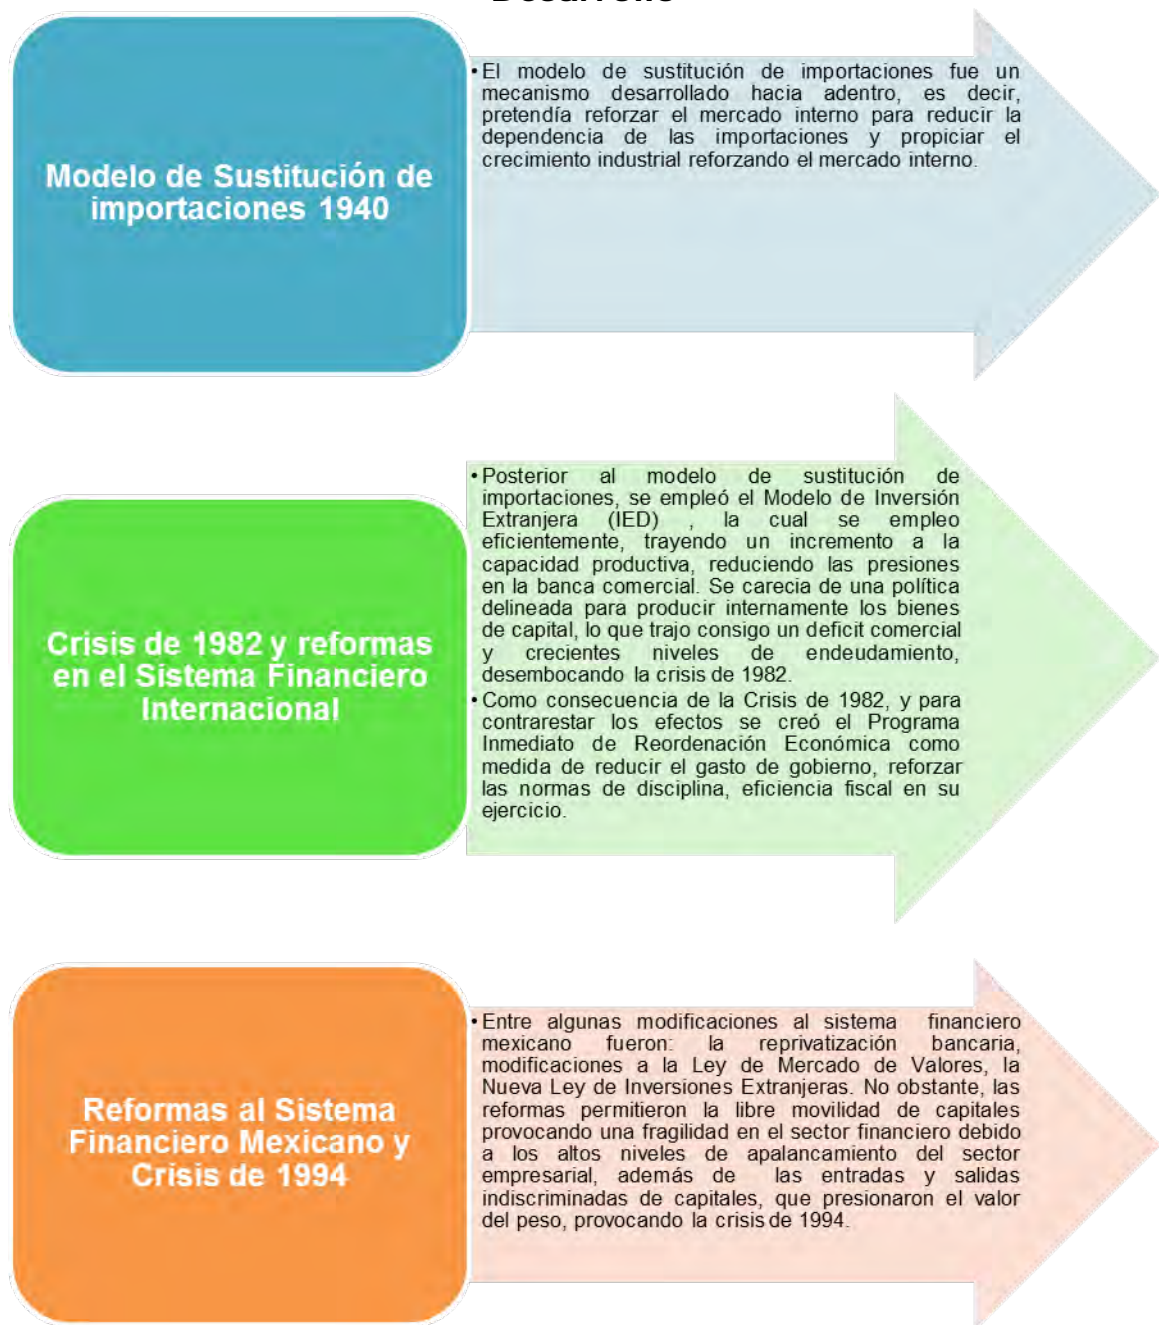 Modelo de Sustitución de
importaciones 1940
•El modelo de sustitución de importaciones fue un
mecanismo desarrollado hacia adentro, es decir,
pretendía reforzar el mercado interno para reducir la
dependencia de las importaciones y propiciar el
crecimiento industrial reforzando el mercado interno.
Crisis de 1982 y reformas
en el Sistema Financiero
Internacional
•Posterior al modelo de sustitución de
importaciones, se empleó el Modelo de Inversión
Extranjera (IED) , la cual se empleo
eficientemente, trayendo un incremento a la
capacidad productiva, reduciendo las presiones
en la banca comercial. Se carecia de una política
delineada para producir internamente los bienes
de capital, lo que trajo consigo un deficit comercial
y crecientes niveles de endeudamiento,
desembocando la crisis de 1982.
•Como consecuencia de la Crisis de 1982, y para
contrarestar los efectos se creó el Programa
Inmediato de Reordenación Económica como
medida de reducir el gasto de gobierno, reforzar
las normas de disciplina, eficiencia fiscal en su
ejercicio.
Reformas al Sistema
Financiero Mexicano y
Crisis de 1994
•Entre algunas modificaciones al sistema financiero
mexicano fueron: la reprivatización bancaria,
modificaciones a la Ley de Mercado de Valores, la
Nueva Ley de Inversiones Extranjeras. No obstante, las
reformas permitieron la libre movilidad de capitales
provocando una fragilidad en el sector financiero debido
a los altos niveles de apalancamiento del sector
empresarial, además de las entradas y salidas
indiscriminadas de capitales, que presionaron el valor
del peso, provocando la crisis de 1994.